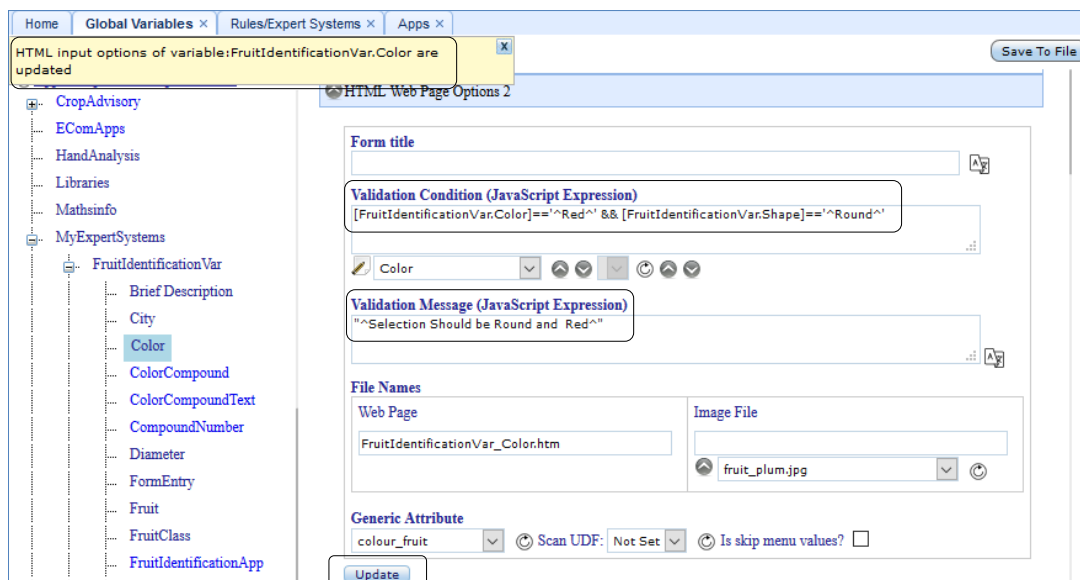 Home
Global Variables ×
Rules/Expert Systems ×
Apps ×
HTML input options of variable:FruitIdentificationVar.Color are
updated
x
Save To File
CropAdvisory
EComApps
HandAnalysis
Libraries
Mathsinfo
MyExpertSystems
FruitIdentificationVar
Brief Description
City
Color
ColorCompound
ColorCompoundText
CompoundNumber
Diameter
FormEntry
Fruit
FruitClass
FruitIdentificationApp
HTML Web Page Options 2
Form title
Validation Condition (JavaScript Expression)
[FruitIdentificationVar.Color]=='^Red^' && [FruitIdentificationVar.Shape]=='^Round^'
Color
Validation Message (JavaScript Expression)
"^Selection Should be Round and  Red^"
File Names
Web Page
Image File
FruitIdentificationVar_Color.htm
fruit_plum.jpg
Generic Attribute
colour_fruit
Scan UDF:
Not Set
Is skip menu values?
Update